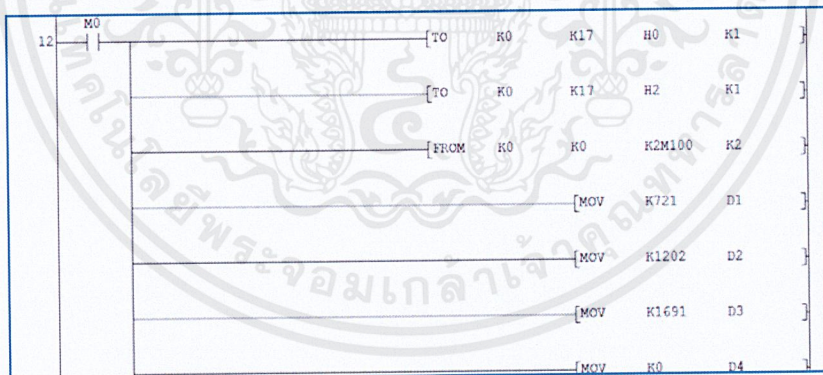 M0
12 [TO K0 K17 H0 K1 ]
[TO K0 K17 H2 K1 ]
[FROM K0 K0 K2M100 K2 ]
[MOV K721 D1 ]
[MOV K1202 D2 ]
[MOV K1691 D3 ]
[MOV K0 D4 ]